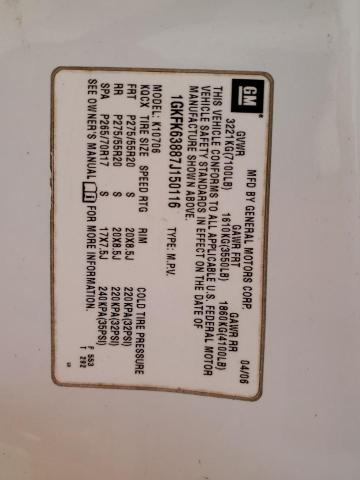 GM
MFD BY GENERAL MOTORS CORP. 04/06
GVWR GAWR FRT GAWR RR
3221KG(7100LB) 1610KG(3550LB) 1860KG(4100LB)
THIS VEHICLE CONFORMS TO ALL APPLICABLE U.S. FEDERAL MOTOR
VEHICLE SAFETY STANDARDS IN EFFECT ON THE DATE OF
MANUFACTURE SHOWN ABOVE.
1GKFK63887J150116 TYPE: M.P.V.
MODEL: K10706
KQCX TIRE SIZE SPEED RTG RIM COLD TIRE PRESSURE
FRT P275/55R20 S 20X8.5J 220KPA(32PSI)
RR P275/55R20 S 20X8.5J 220KPA(32PSI)
SPA P265/70R17 S 17X7.5J 240KPA(35PSI)
SEE OWNER'S MANUAL FOR MORE INFORMATION.
F 553
T 292